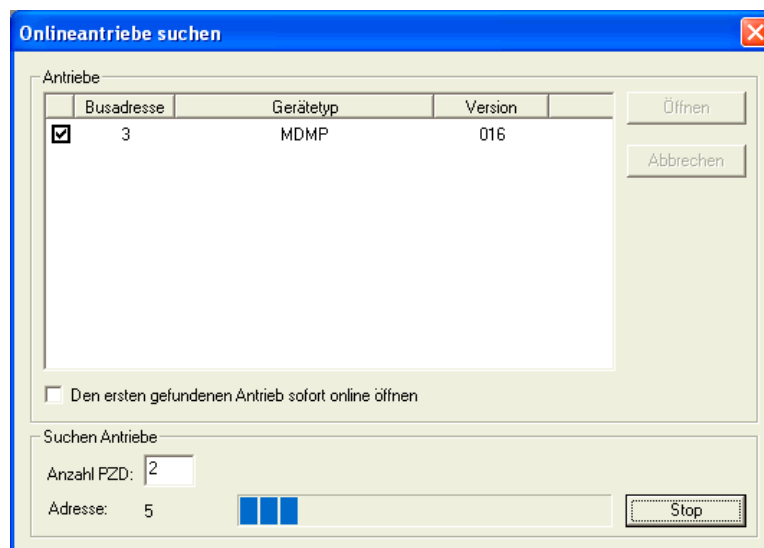 Onlineantriebe suchen
Antriebe
Busadresse Gerätetyp Version
3 MDMP 016
Öffnen
Abbrechen
Den ersten gefundenen Antrieb sofort online öffnen
Suchen Antriebe
Anzahl PZD: 2
Adresse: 5
Stop